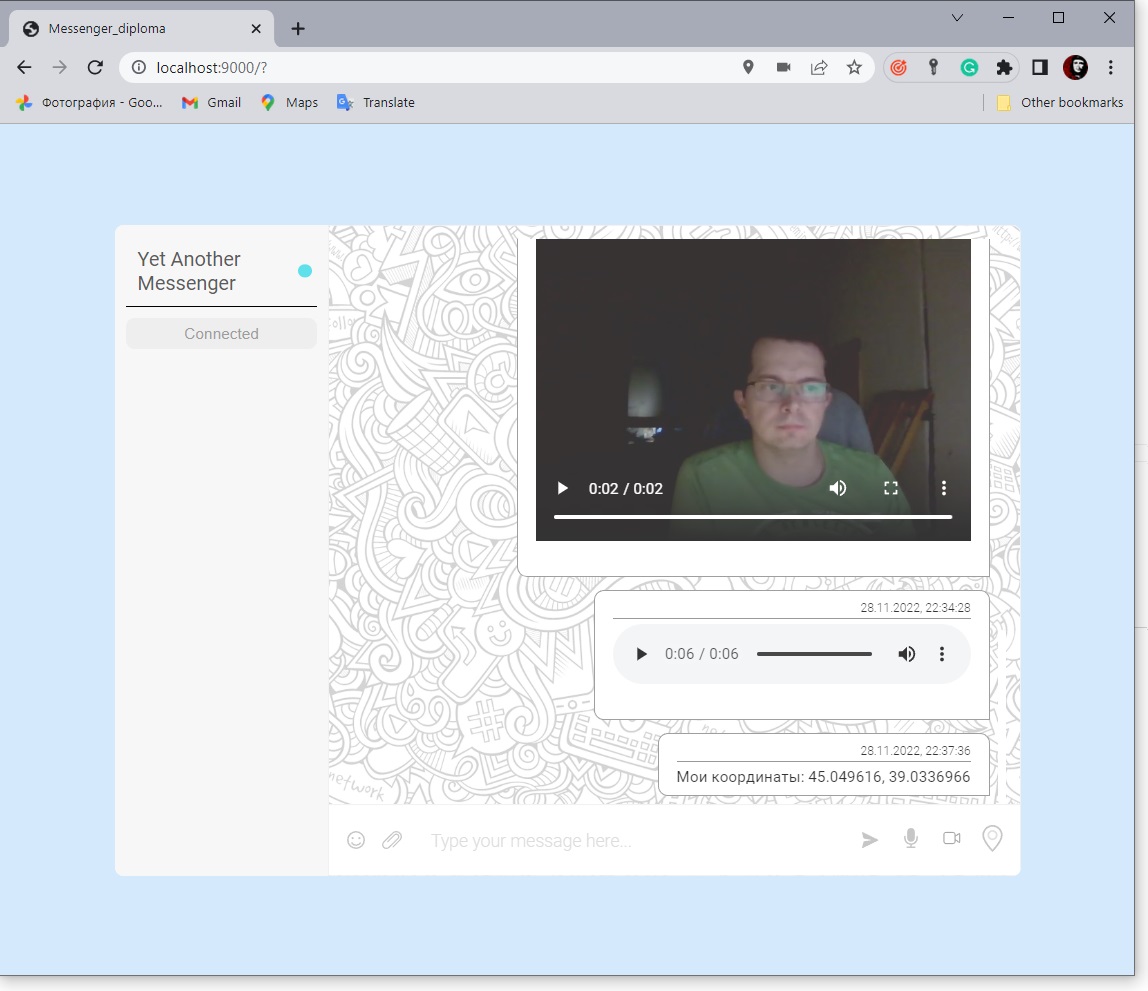 Messenger_diploma
localhost:9000/?
Фотография - Goo...
Gmail
Maps
Translate
Other bookmarks
Yet Another
Messenger
Connected
0:02 / 0:02
28.11.2022, 22:34:28
0:06 / 0:06
28.11.2022, 22:37:36
Мои координаты: 45.049616, 39.0336966
network
Type your message here...